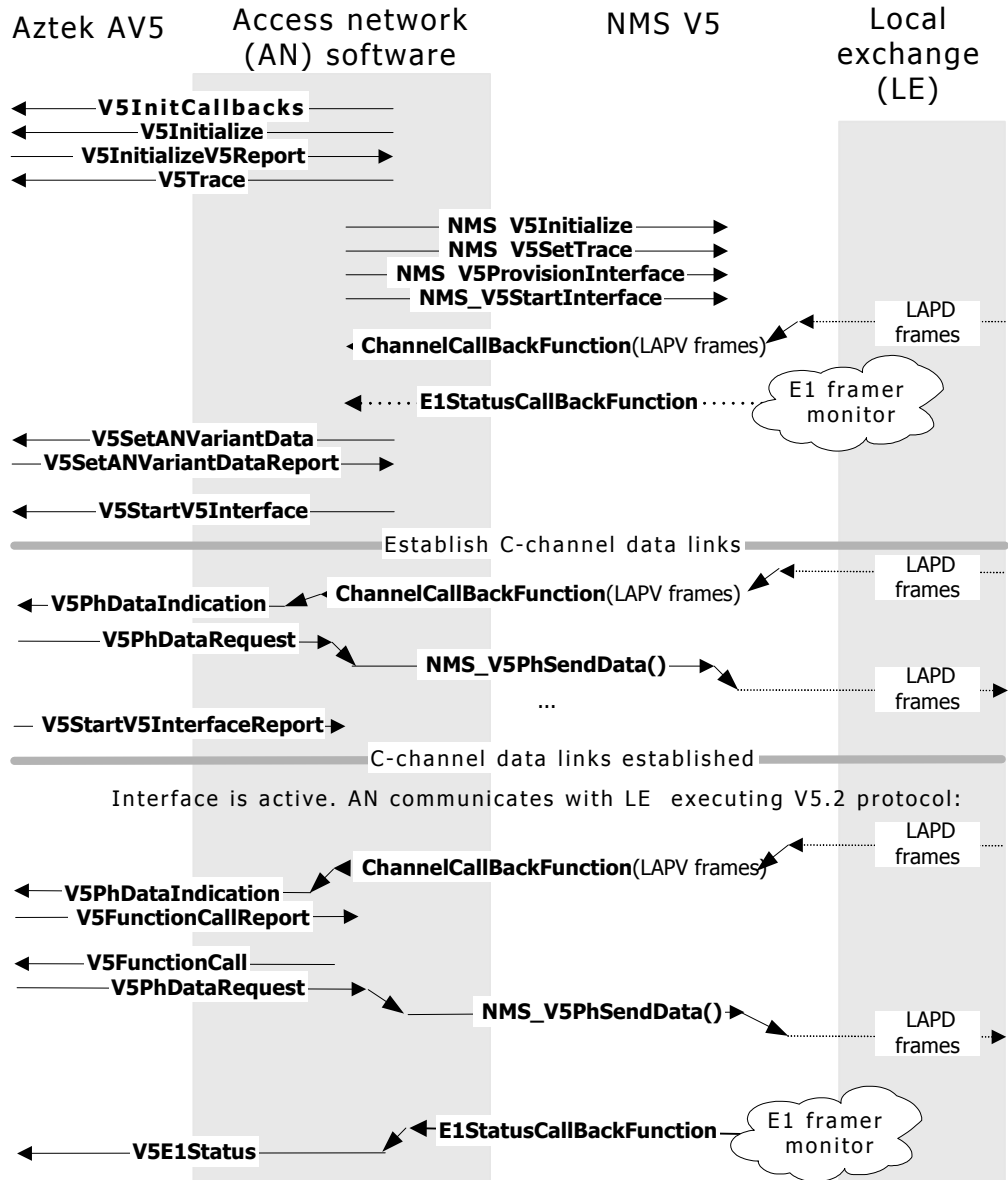 Aztek AV5
Access network
(AN) software
NMS V5
Local
exchange
(LE)
V5InitCallbacks
V5Initialize
V5InitializeV5Report
V5Trace
NMS V5Initialize
NMS V5SetTrace
NMS V5ProvisionInterface
NMS_V5StartInterface
LAPD
frames
ChannelCallBackFunction(LAPV frames)
E1StatusCallBackFunction
E1 framer
monitor
V5SetANVariantData
V5SetANVariantDataReport
V5StartV5Interface
Establish C-channel data links
LAPD
frames
ChannelCallBackFunction(LAPV frames)
V5PhDataIndication
V5PhDataRequest
NMS_V5PhSendData()
LAPD
frames
...
V5StartV5InterfaceReport
C-channel data links established
Interface is active. AN communicates with LE executing V5.2 protocol:
LAPD
frames
ChannelCallBackFunction(LAPV frames)
V5PhDataIndication
V5FunctionCallReport
V5FunctionCall
V5PhDataRequest
NMS_V5PhSendData()
LAPD
frames
E1StatusCallBackFunction
E1 framer
monitor
V5E1Status